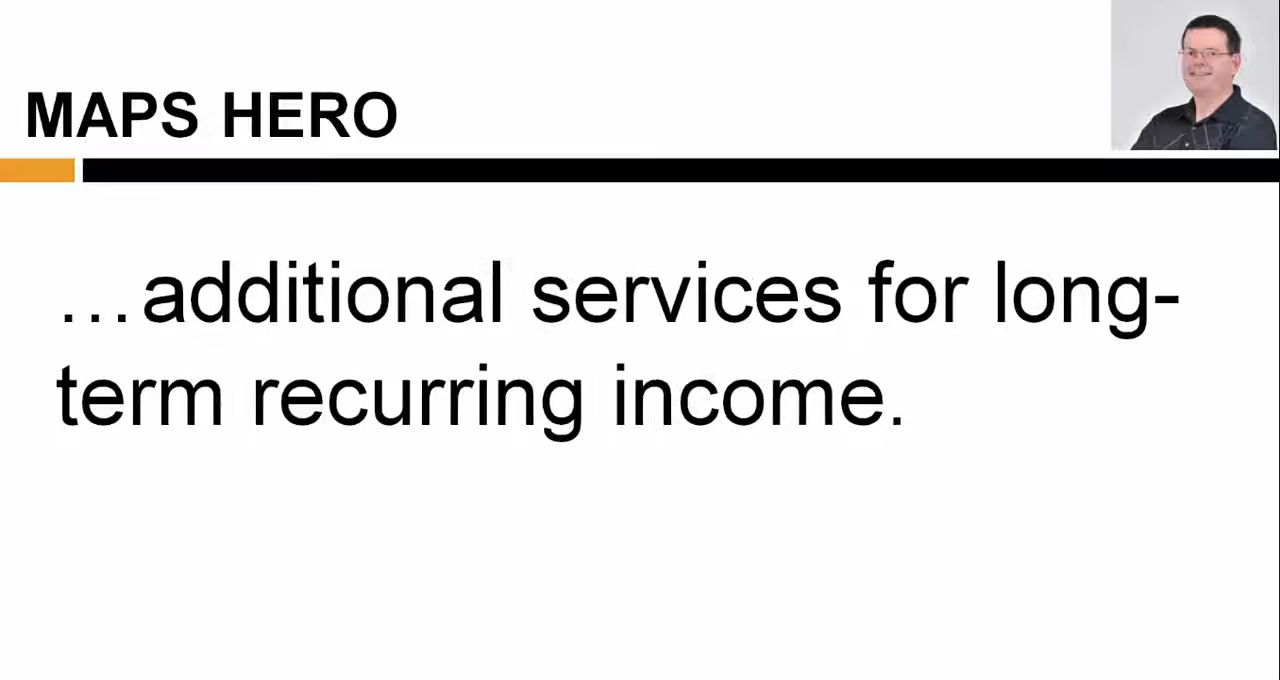 MAPS HERO
…additional services for long-
term recurring income.